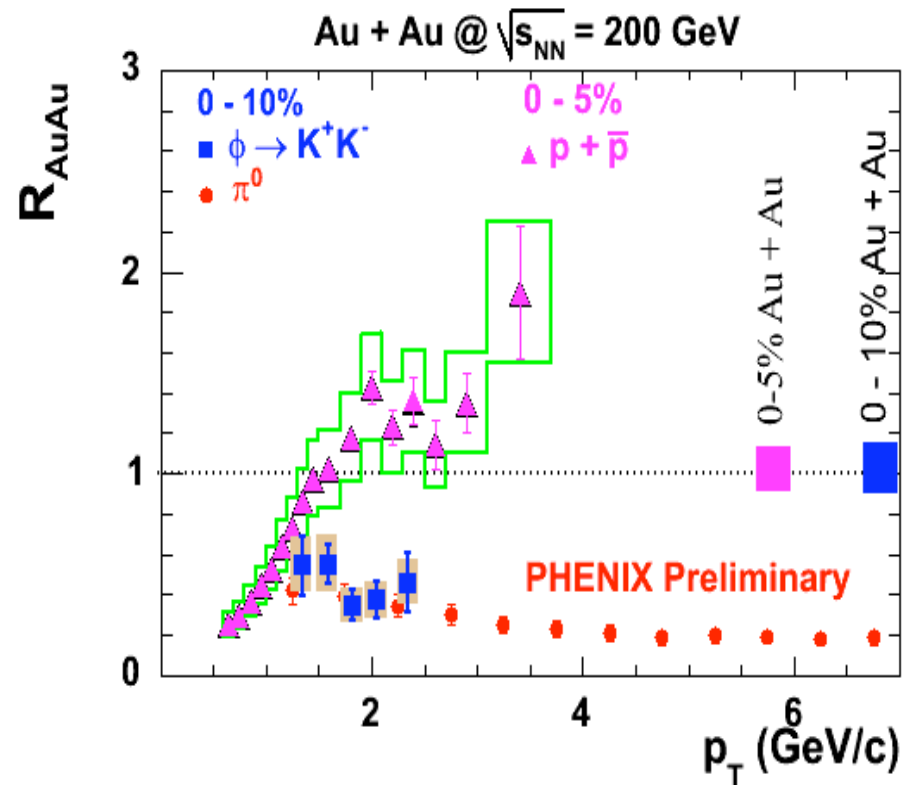 Au + Au @ √s_NN = 200 GeV
3
0 - 10%
0 - 5%
ϕ → K⁺K⁻
p + p̄
π⁰
R_AuAu
2
0-5% Au + Au
0 - 10% Au + Au
1
PHENIX Preliminary
0
2
4
6
p_T (GeV/c)